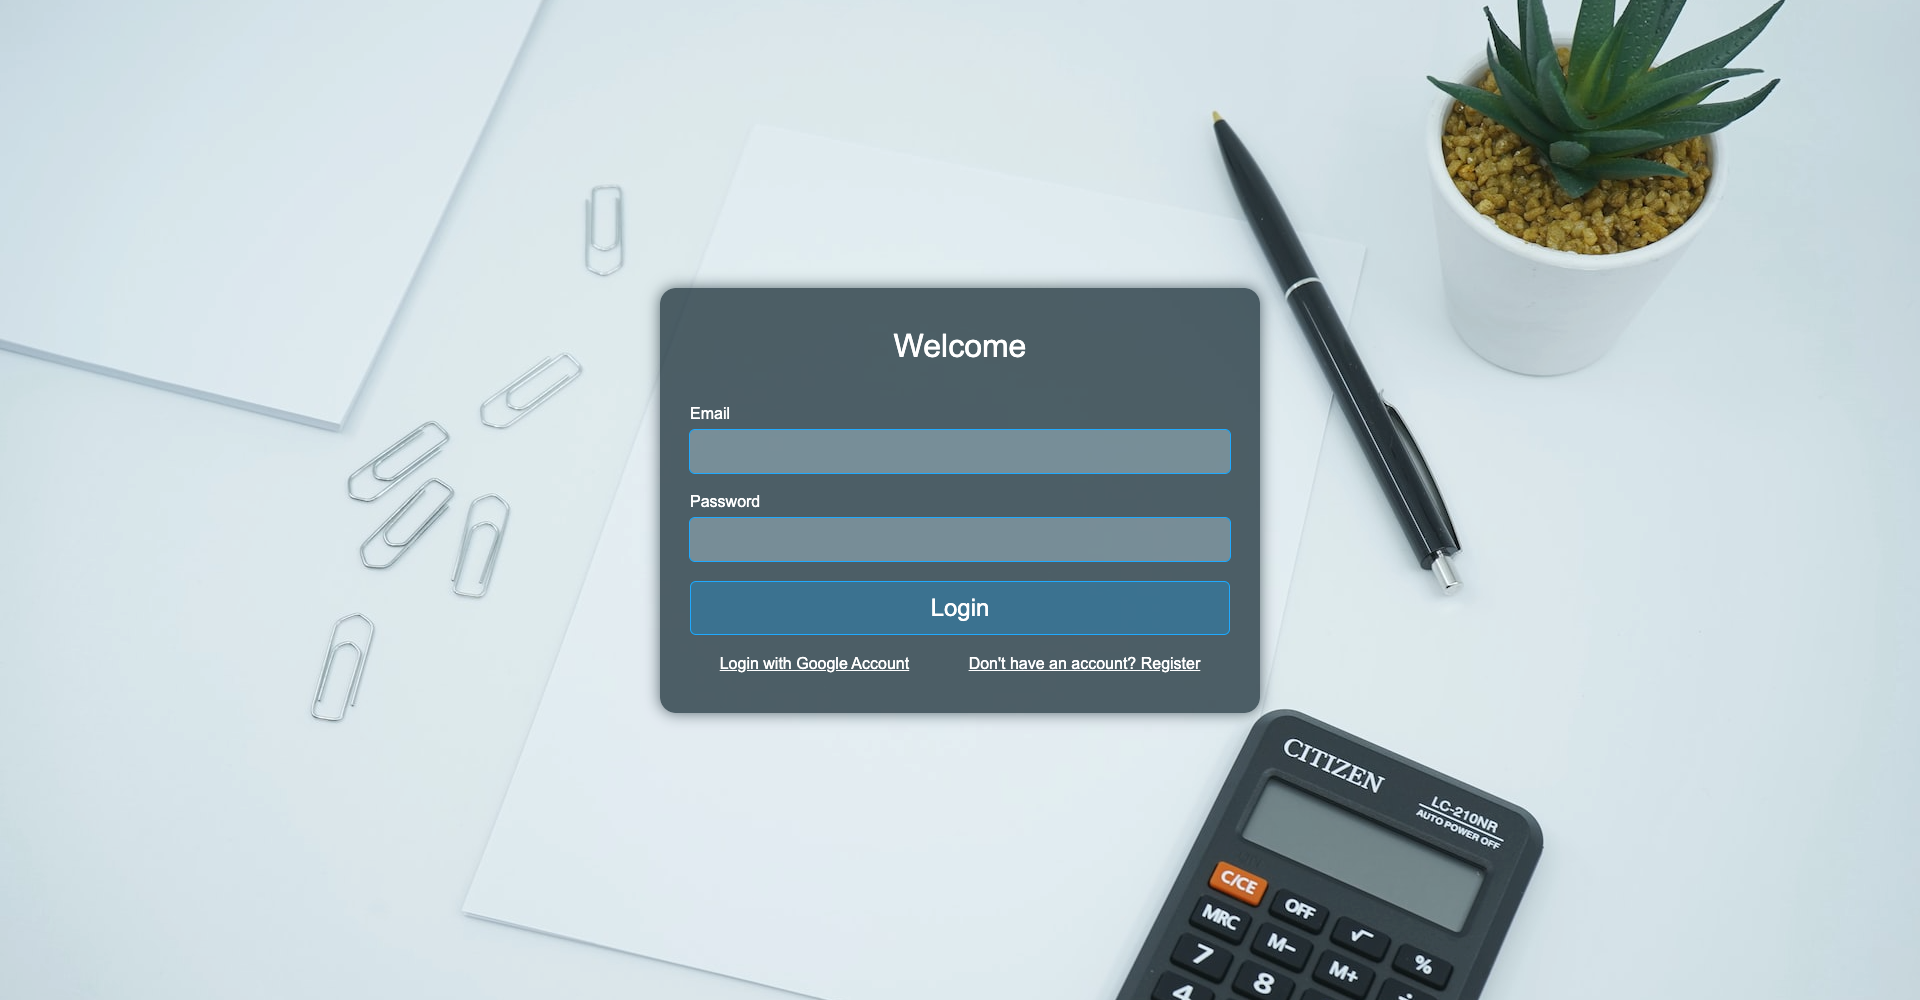 Welcome
Email
Password
Login
Login with Google Account
Don't have an account? Register
CITIZEN
LC-210NR
AUTO POWER OFF
C/CE
OFF
√
%
MRC
M−
M+
÷
7
8
4